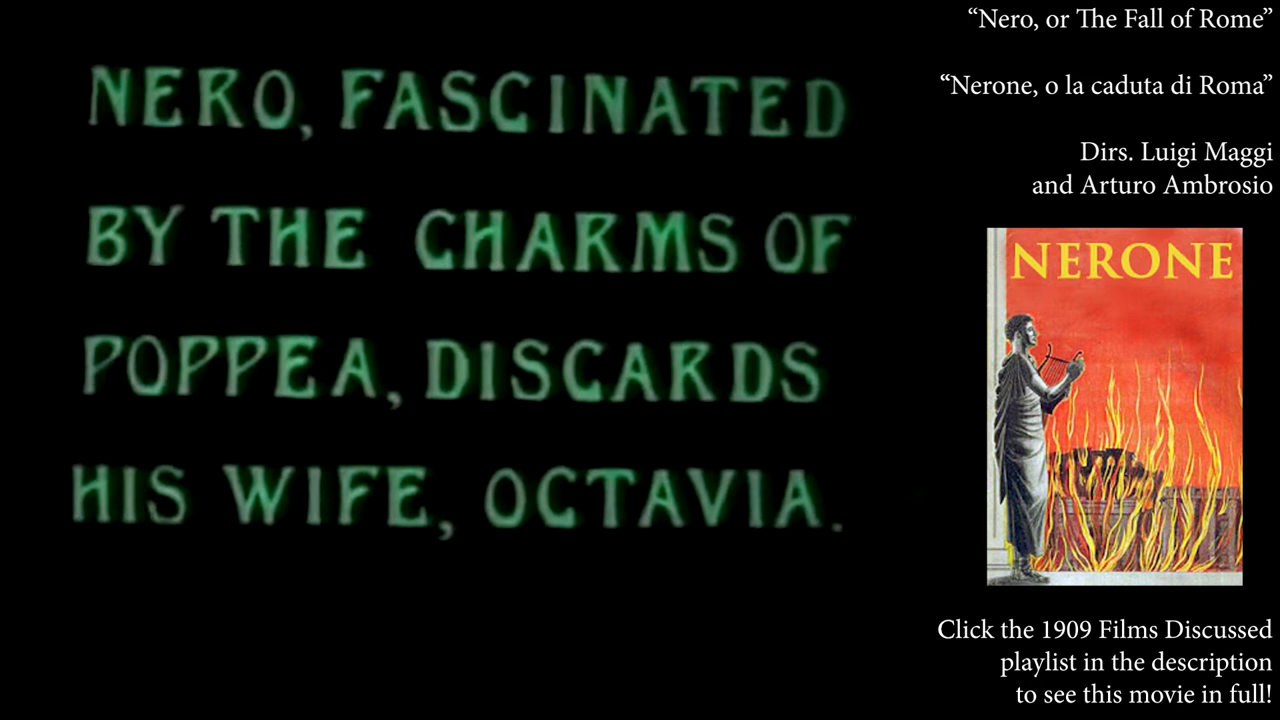 NERO, FASCINATED
BY THE CHARMS OF
POPPEA, DISCARDS
HIS WIFE, OCTAVIA.
“Nero, or The Fall of Rome”
“Nerone, o la caduta di Roma”
Dirs. Luigi Maggi
and Arturo Ambrosio
NERONE
Click the 1909 Films Discussed
playlist in the description
to see this movie in full!